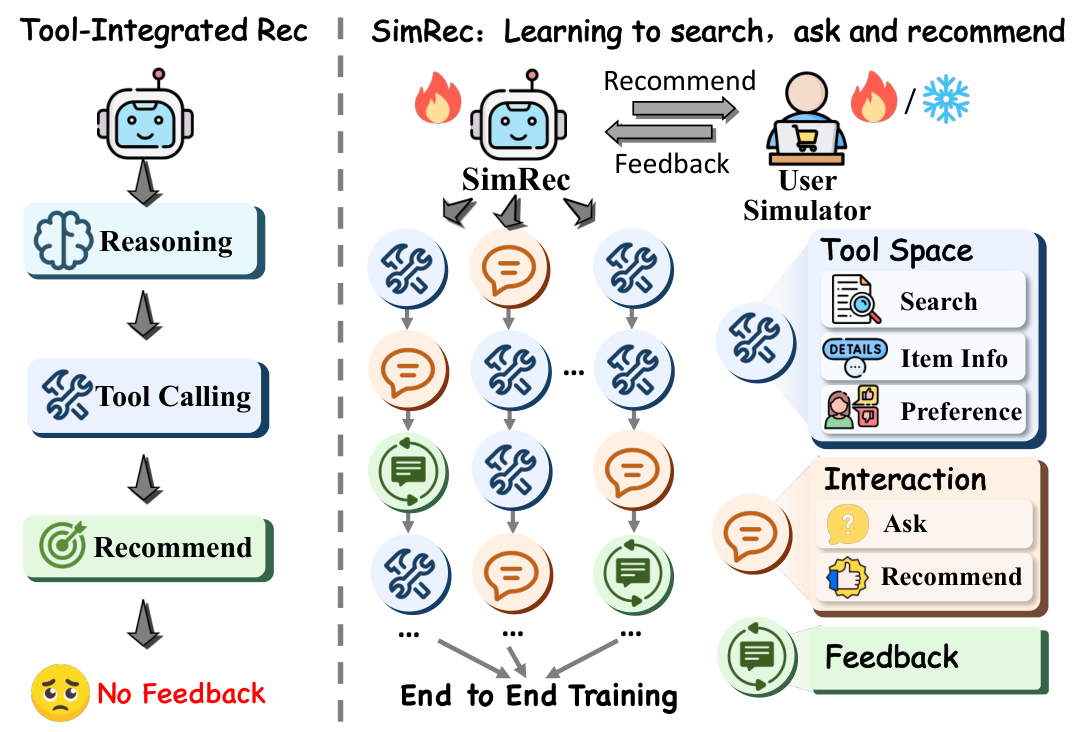 Tool-Integrated Rec
Reasoning
Tool Calling
Recommend
No Feedback
SimRec：Learning to search，ask and recommend
Recommend
/
Feedback
SimRec
User
Simulator
...
... ... ...
End to End Training
Tool Space
Search
DETAILS
Item Info
Preference
Interaction
?
Ask
Recommend
Feedback